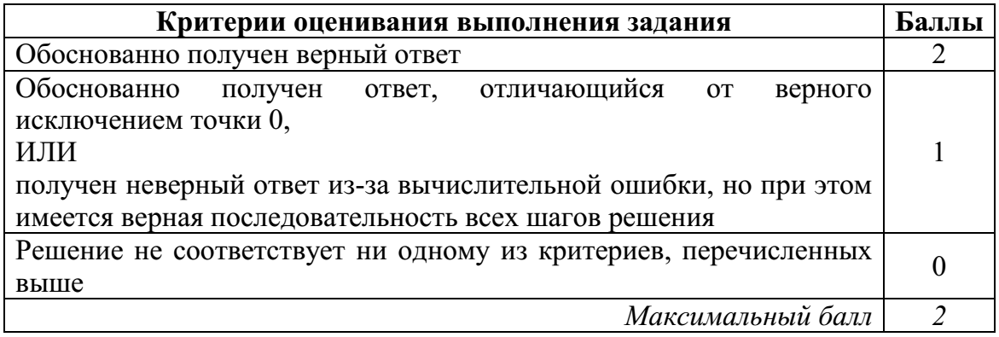 Критерии оценивания выполнения задания Баллы
Обоснованно получен верный ответ 2
Обоснованно получен ответ, отличающийся от верного
исключением точки 0,
ИЛИ 1
получен неверный ответ из-за вычислительной ошибки, но при этом
имеется верная последовательность всех шагов решения
Решение не соответствует ни одному из критериев, перечисленных
выше 0
Максимальный балл 2